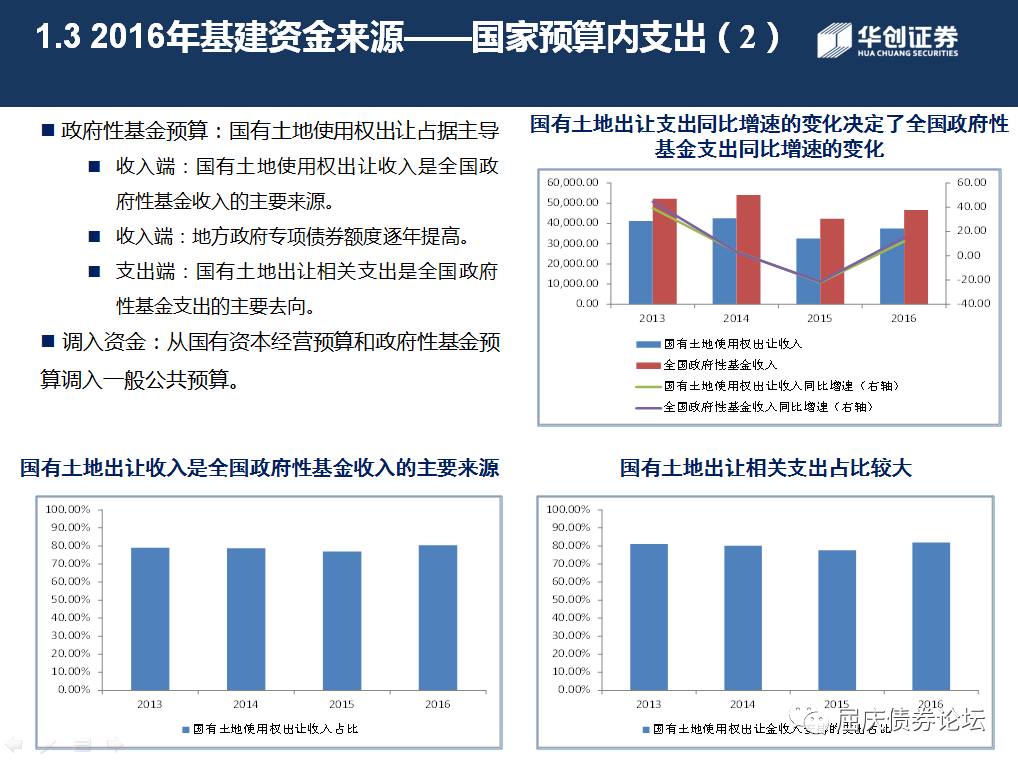 1.3 2016年基建资金来源——国家预算内支出（2）
华创证券
HUA CHUANG SECURITIES
政府性基金预算：国有土地使用权出让占据主导
收入端：国有土地使用权出让收入是全国政
府性基金收入的主要来源。
收入端：地方政府专项债券额度逐年提高。
支出端：国有土地出让相关支出是全国政府
性基金支出的主要去向。
调入资金：从国有资本经营预算和政府性基金预
算调入一般公共预算。
国有土地出让支出同比增速的变化决定了全国政府性
基金支出同比增速的变化
60,000.00
50,000.00
40,000.00
30,000.00
20,000.00
10,000.00
0.00
60.00
40.00
20.00
0.00
-20.00
-40.00
2013 2014 2015 2016
国有土地使用权出让收入
全国政府性基金收入
国有土地使用权出让收入同比增速（右轴）
全国政府性基金收入同比增速（右轴）
国有土地出让收入是全国政府性基金收入的主要来源
100.00%
90.00%
80.00%
70.00%
60.00%
50.00%
40.00%
30.00%
20.00%
10.00%
0.00%
2013 2014 2015 2016
国有土地使用权出让收入占比
国有土地出让相关支出占比较大
100.00%
90.00%
80.00%
70.00%
60.00%
50.00%
40.00%
30.00%
20.00%
10.00%
0.00%
2013 2014 2015 2016
国有土地使用权出让金收入安排的支出占比
屈庆债券论坛